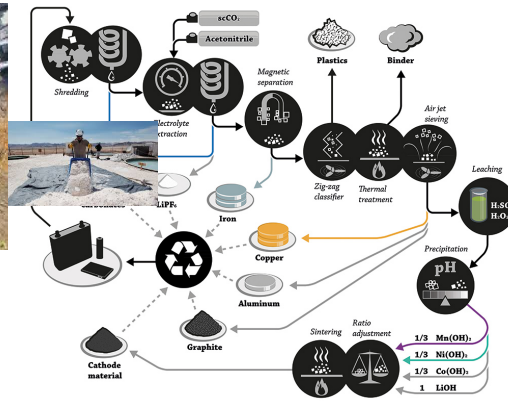 scCO₂
Acetonitrile
Shredding
Electrolyte
extraction
Magnetic
separation
Plastics
Binder
Air jet
sieving
Zig-zag
classifier
Thermal
treatment
Leaching
H₂O₂
LiPF₆
Iron
Copper
Aluminum
Graphite
Cathode
material
Precipitation
pH
Sintering
Ratio
adjustment
1/3 Mn(OH)₂
1/3 Ni(OH)₂
1/3 Co(OH)₂
1 LiOH